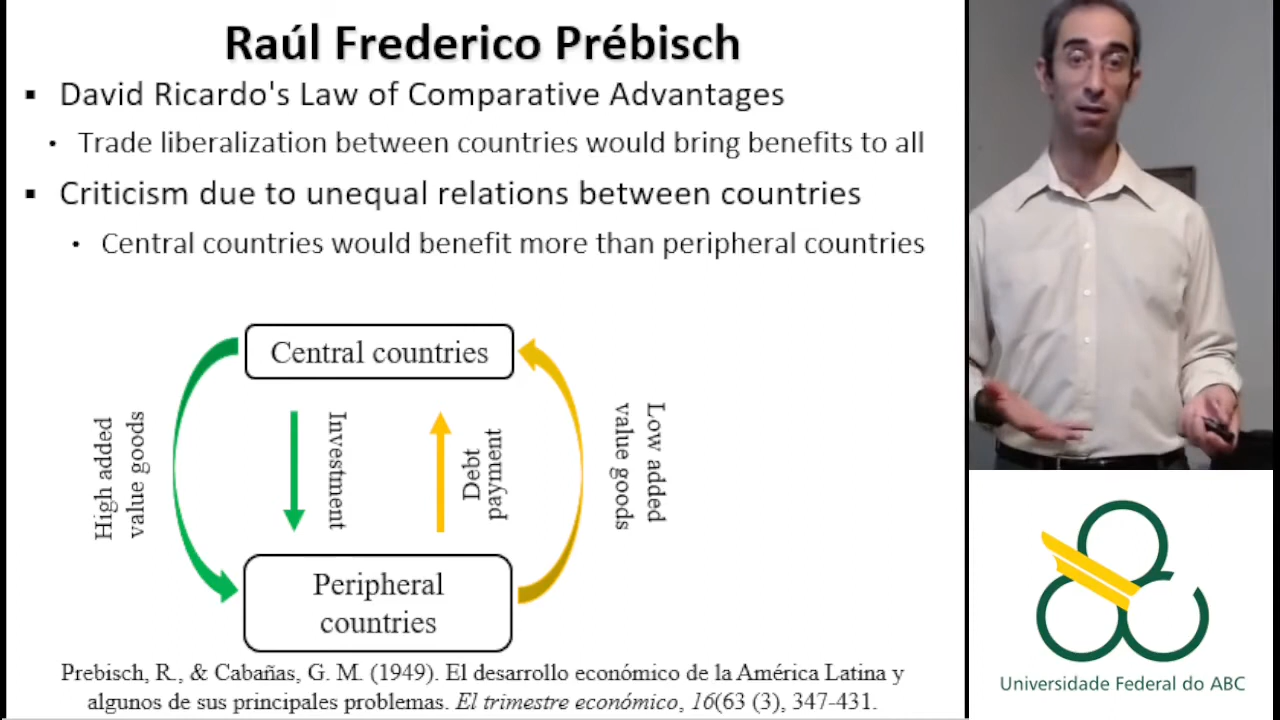 Raúl Frederico Prébisch
▪ David Ricardo's Law of Comparative Advantages
• Trade liberalization between countries would bring benefits to all
▪ Criticism due to unequal relations between countries
• Central countries would benefit more than peripheral countries
Central countries
High added
value goods
Investment
Debt
payment
Low added
value goods
Peripheral
countries
Prebisch, R., & Cabañas, G. M. (1949). El desarrollo económico de la América Latina y
algunos de sus principales problemas. El trimestre económico, 16(63 (3), 347-431.
Universidade Federal do ABC